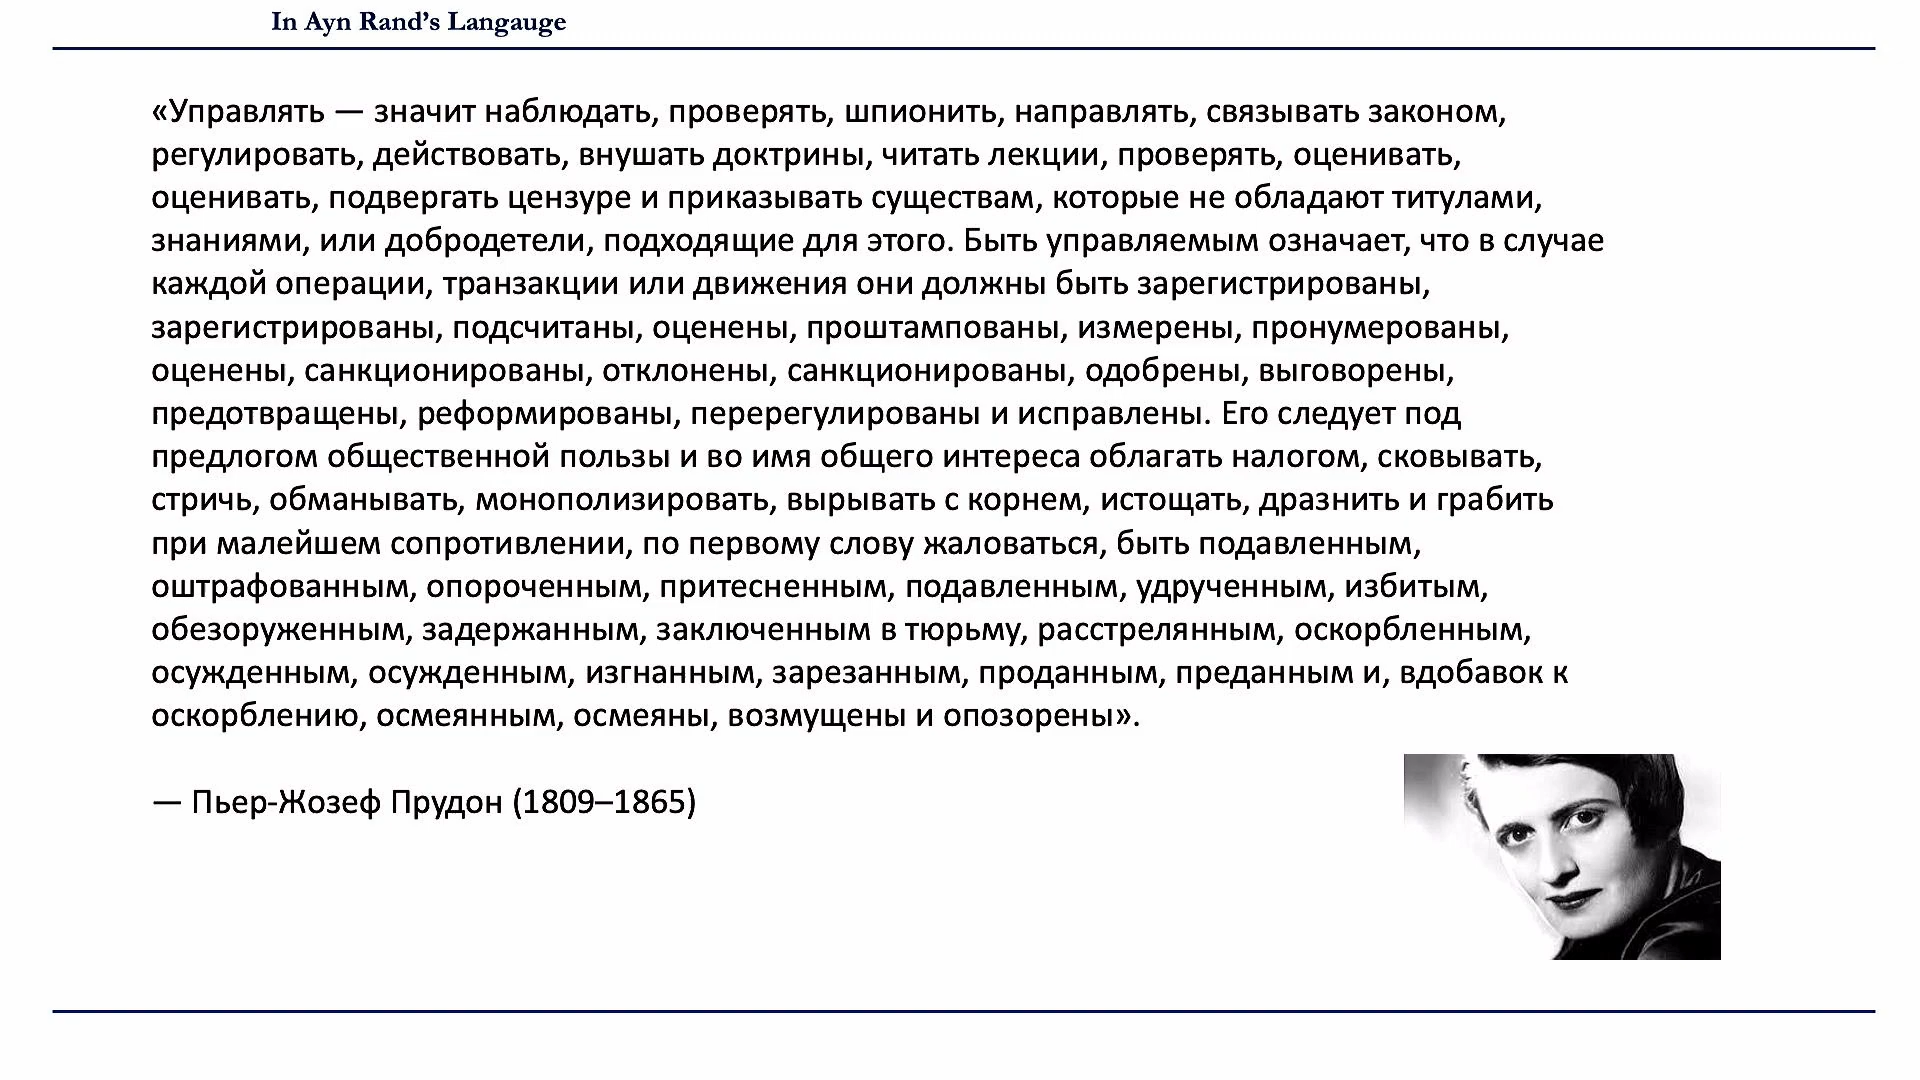 In Ayn Rand’s Langauge
«Управлять — значит наблюдать, проверять, шпионить, направлять, связывать законом,
регулировать, действовать, внушать доктрины, читать лекции, проверять, оценивать,
оценивать, подвергать цензуре и приказывать существам, которые не обладают титулами,
знаниями, или добродетели, подходящие для этого. Быть управляемым означает, что в случае
каждой операции, транзакции или движения они должны быть зарегистрированы,
зарегистрированы, подсчитаны, оценены, проштампованы, измерены, пронумерованы,
оценены, санкционированы, отклонены, санкционированы, одобрены, выговорены,
предотвращены, реформированы, перерегулированы и исправлены. Его следует под
предлогом общественной пользы и во имя общего интереса облагать налогом, сковывать,
стричь, обманывать, монополизировать, вырывать с корнем, истощать, дразнить и грабить
при малейшем сопротивлении, по первому слову жаловаться, быть подавленным,
оштрафованным, опороченным, притесненным, подавленным, удрученным, избитым,
обезоруженным, задержанным, заключенным в тюрьму, расстрелянным, оскорбленным,
осужденным, осужденным, изгнанным, зарезанным, проданным, преданным и, вдобавок к
оскорблению, осмеянным, осмеяны, возмущены и опозорены».
— Пьер-Жозеф Прудон (1809–1865)